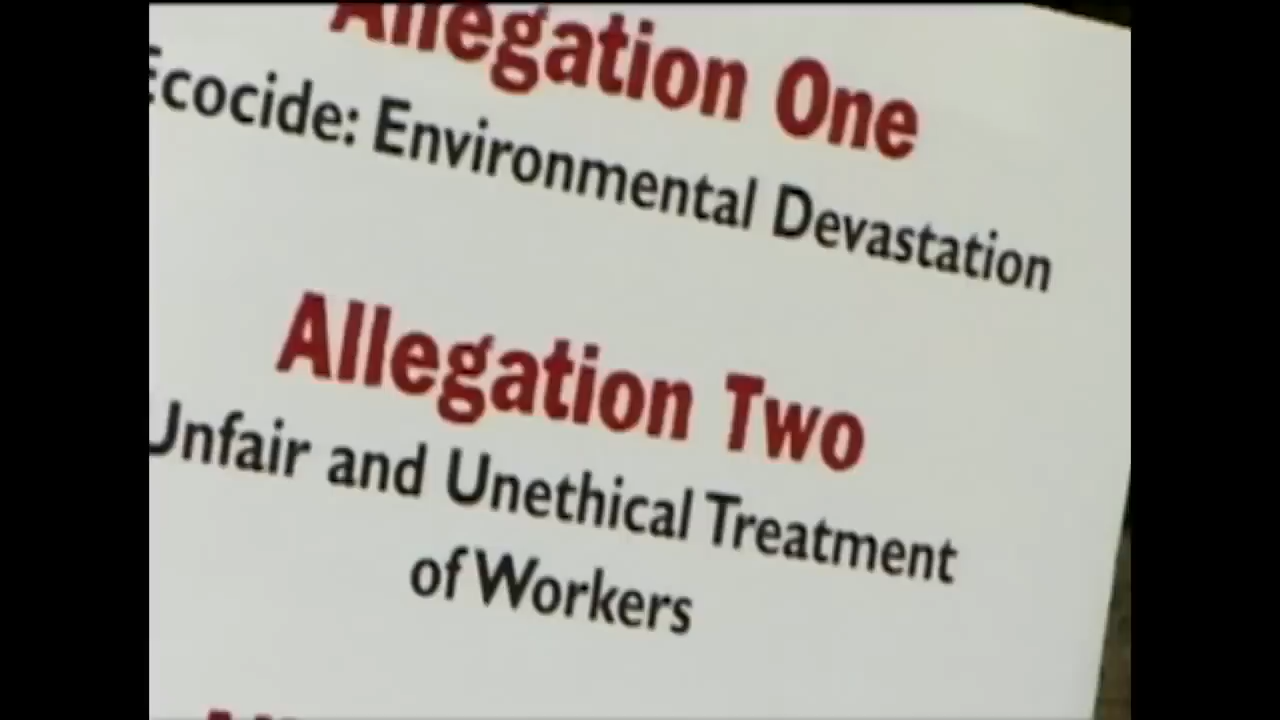 Allegation One
Ecocide: Environmental Devastation
Allegation Two
Unfair and Unethical Treatment
of Workers